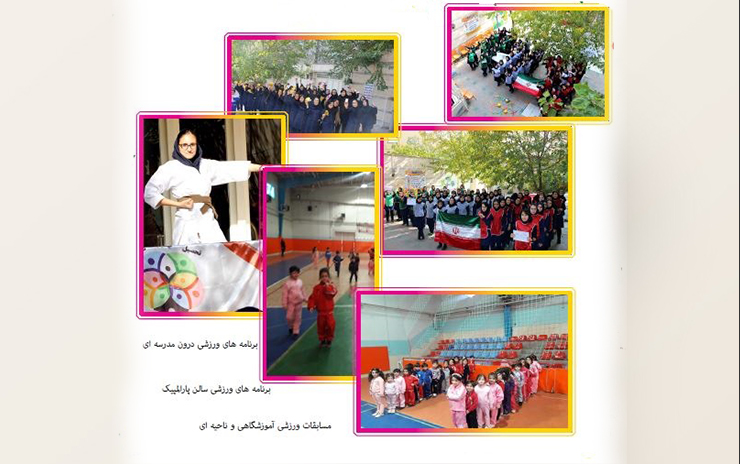 برنامه های ورزشی درون مدرسه ای
برنامه های ورزشی سالن پارالمپیک
مسابقات ورزشی آموزشگاهی و ناحیه ای